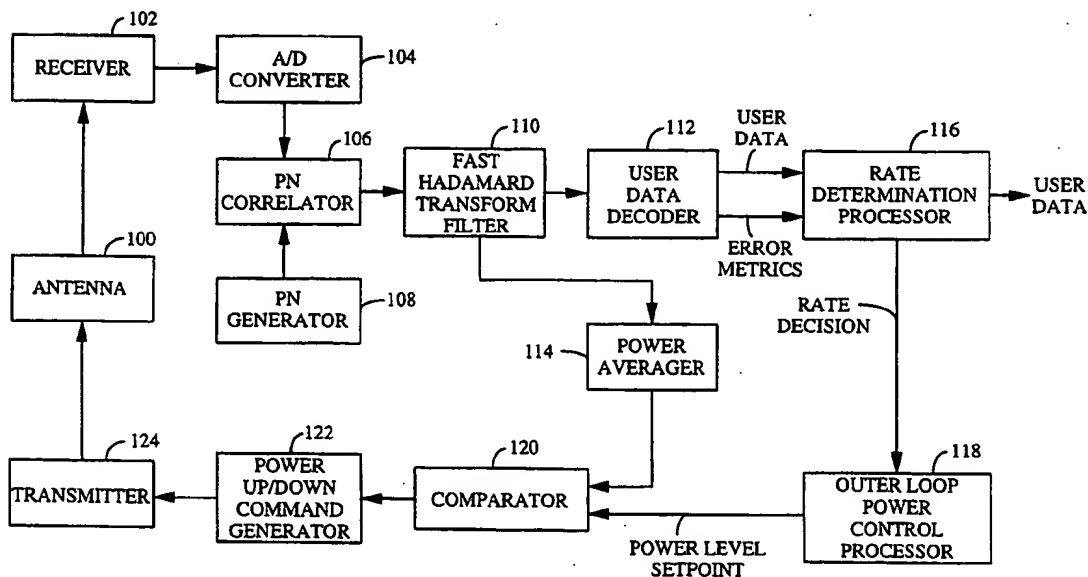 102
RECEIVER
A/D
CONVERTER
104
106
PN
CORRELATOR
110
FAST
HADAMARD
TRANSFORM
FILTER
112
USER
DATA
DECODER
USER
DATA
ERROR
METRICS
116
RATE
DETERMINATION
PROCESSOR
USER
DATA
100
ANTENNA
PN
GENERATOR
108
114
POWER
AVERAGER
RATE
DECISION
124
TRANSMITTER
122
POWER
UP/DOWN
COMMAND
GENERATOR
120
COMPARATOR
POWER LEVEL
SETPOINT
118
OUTER LOOP
POWER
CONTROL
PROCESSOR